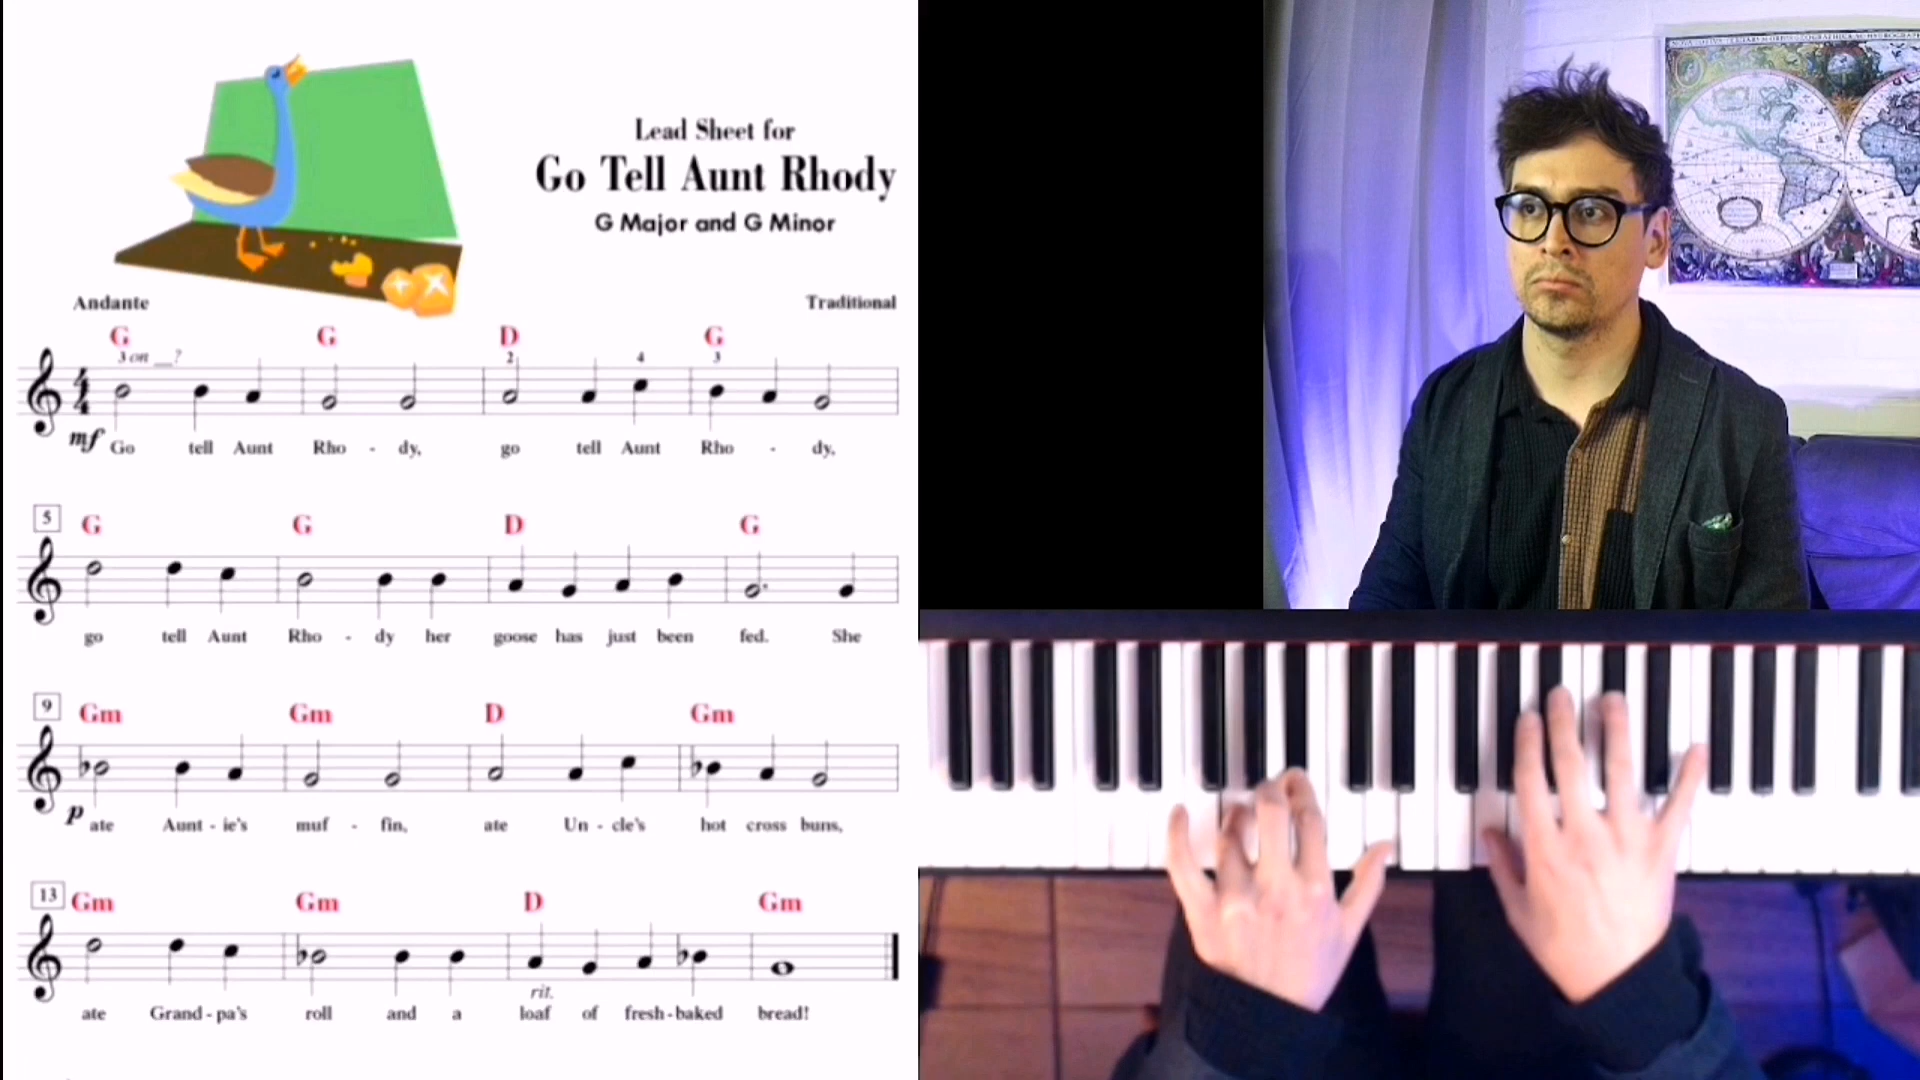 Lead Sheet for
Go Tell Aunt Rhody
G Major and G Minor
Andante
Traditional
G G D G
3 on __? 2 4 3
4
4
mf
Go tell Aunt Rho - dy, go tell Aunt Rho - dy,
5
G G D G
go tell Aunt Rho - dy her goose has just been fed. She
9
Gm Gm D Gm
p
ate Aunt - ie's muf - fin, ate Un - cle's hot cross buns,
13
Gm Gm D Gm
rit.
ate Grand - pa's roll and a loaf of fresh - baked bread!